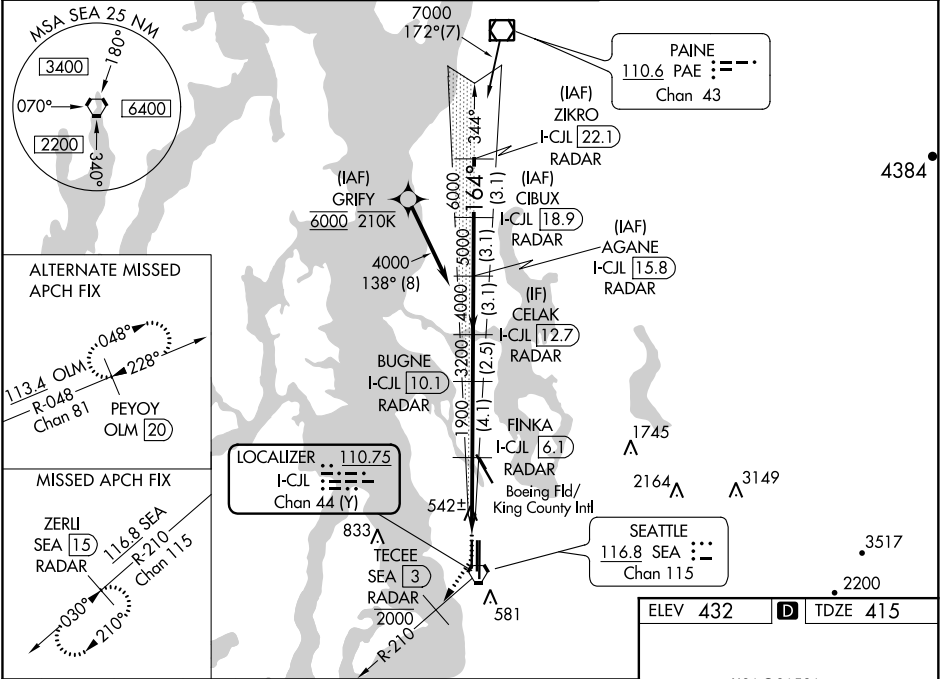 MSA SEA 25 NM
180°
3400
070°
6400
2200
340°
7000
172°(7)
PAINE
110.6 PAE
Chan 43
344°
(IAF)
ZIKRO
I-CJL 22.1
RADAR
4384
164°
6000
(3.1)
(IAF)
GRIFY
6000 210K
(IAF)
CIBUX
I-CJL 18.9
RADAR
5000
(3.1)
4000
138° (8)
(IAF)
AGANE
I-CJL 15.8
RADAR
4000
(3.1)
(IF)
CELAK
I-CJL 12.7
RADAR
3200
(2.5)
BUGNE
I-CJL 10.1
RADAR
1900
(4.1)
FINKA
I-CJL 6.1
RADAR
Boeing Fld/
King County Intl
1745
2164
3149
ALTERNATE MISSED
APCH FIX
048°
228°
113.4 OLM
R-048
Chan 81
PEYOY
OLM 20
LOCALIZER 110.75
I-CJL
Chan 44 (Y)
542±
833
MISSED APCH FIX
ZERLI
SEA 15
RADAR
116.8 SEA
R-210
Chan 115
030°
210°
TECEE
SEA 3
RADAR
2000
R-210
581
SEATTLE
116.8 SEA
Chan 115
3517
2200
ELEV 432 D TDZE 415